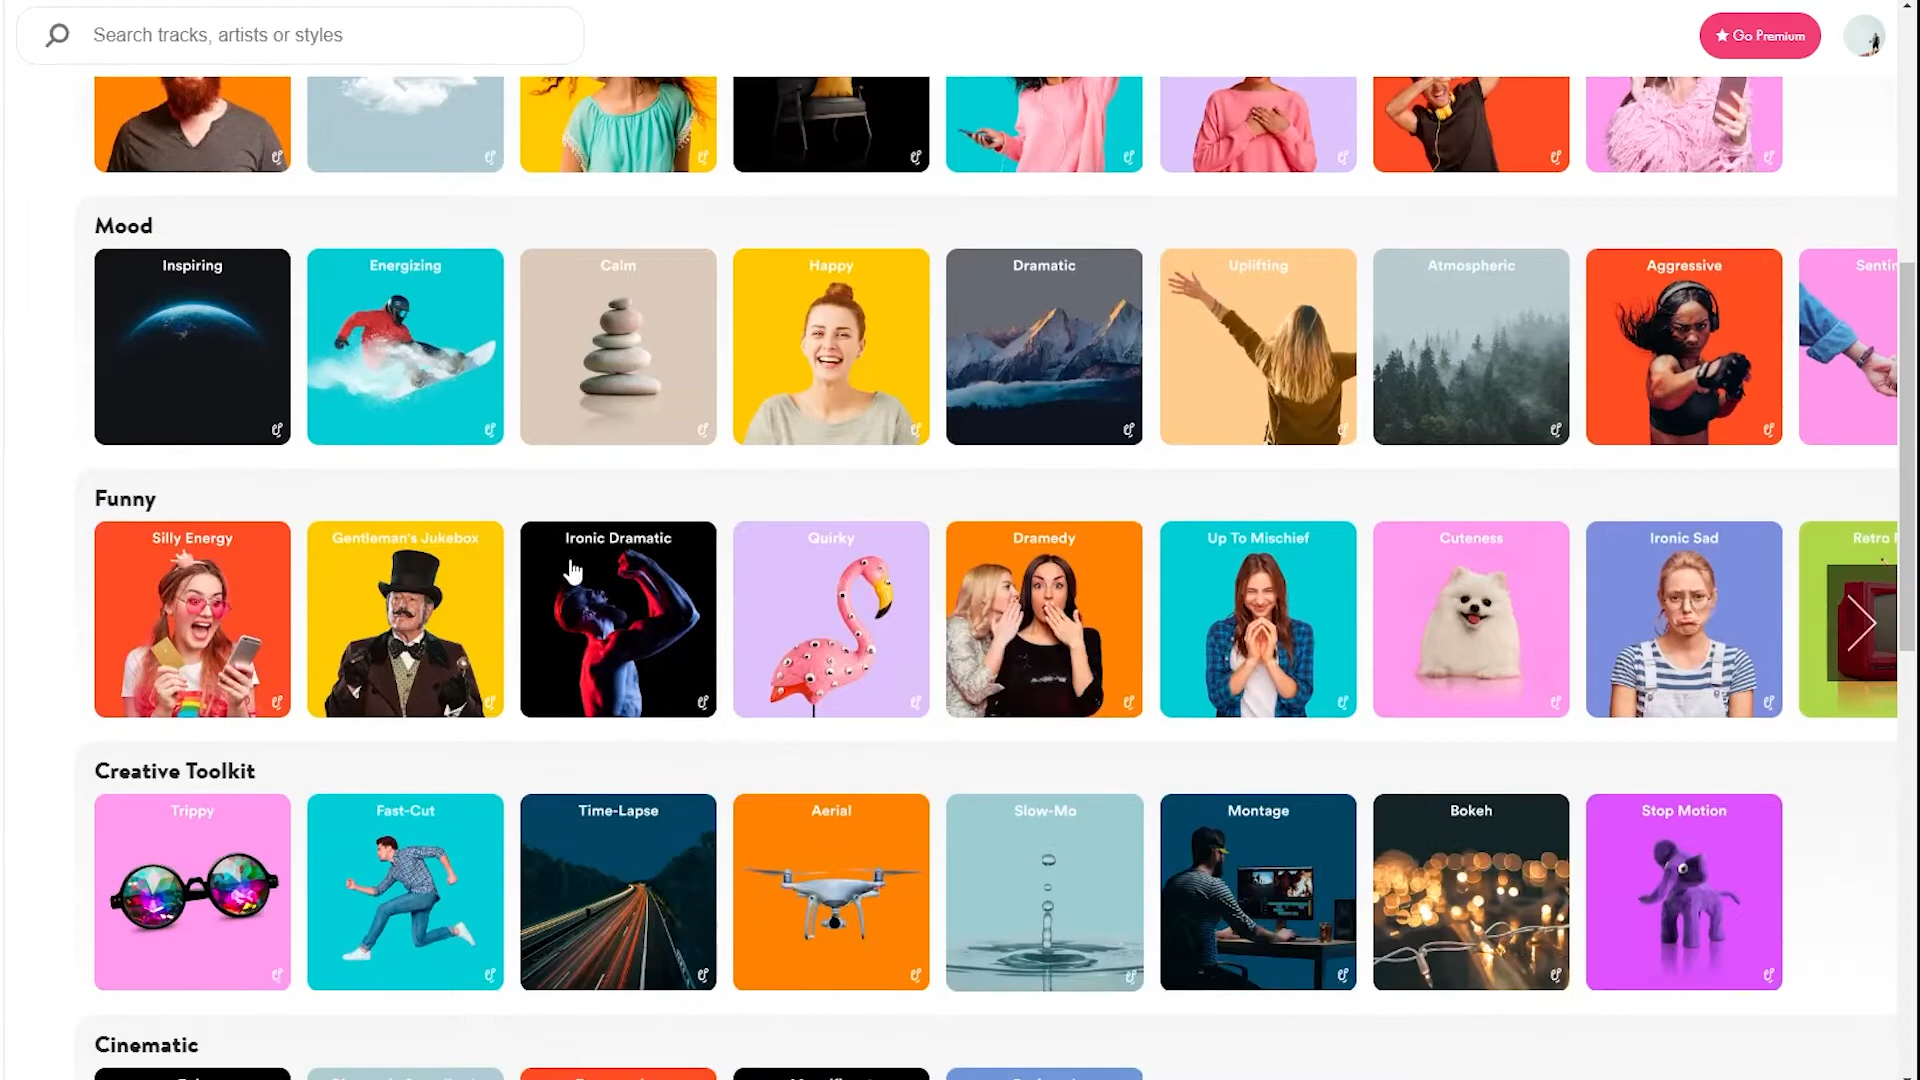 Search tracks, artists or styles
Go Premium
Mood
Inspiring
Energizing
Calm
Happy
Dramatic
Uplifting
Atmospheric
Aggressive
Funny
Silly Energy
Gentleman's Jukebox
Ironic Dramatic
Quirky
Dramedy
Up To Mischief
Cuteness
Ironic Sad
Retro
Creative Toolkit
Trippy
Fast-Cut
Time-Lapse
Aerial
Slow-Mo
Montage
Bokeh
Stop Motion
Cinematic